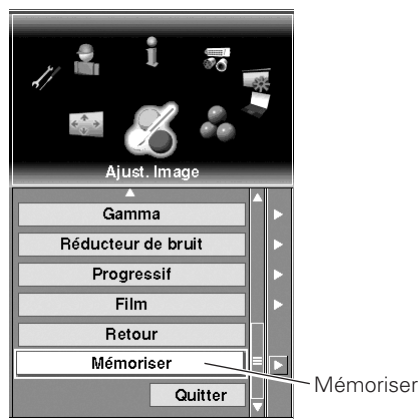 Ajust. Image
Gamma
Réducteur de bruit
Progressif
Film
Retour
Mémoriser
Mémoriser
Quitter